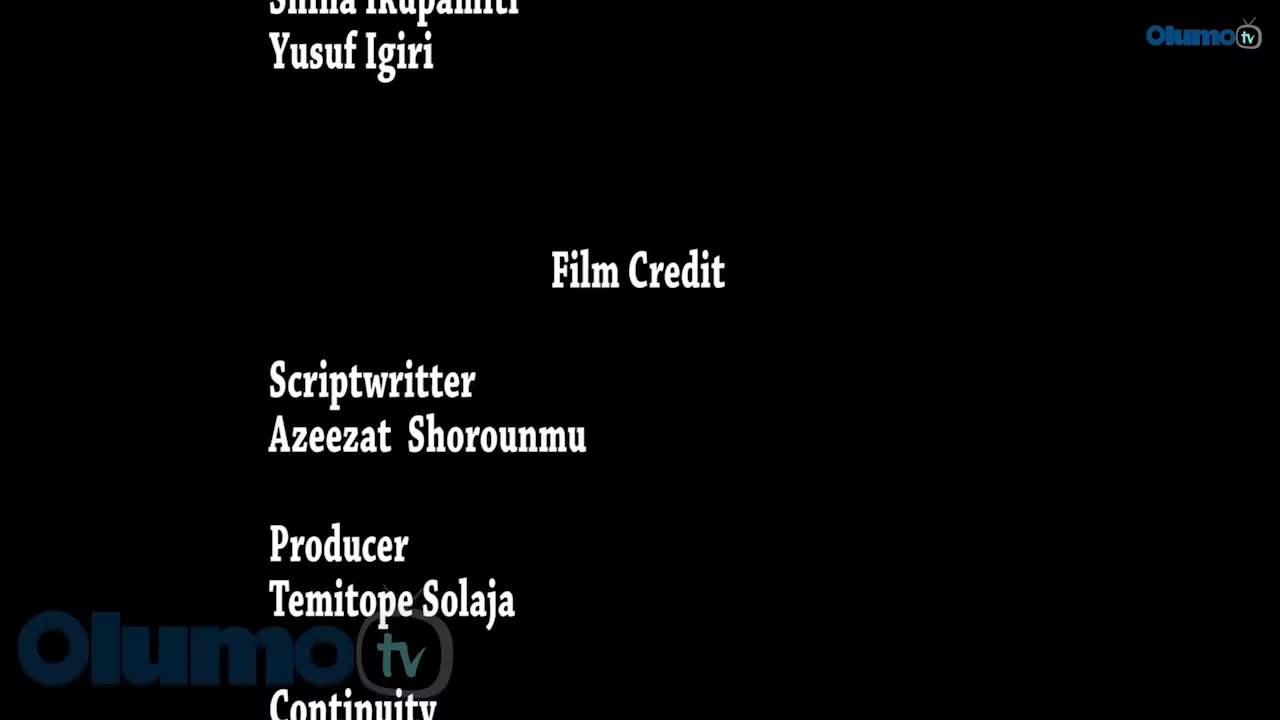 Yusuf Igiri
Olumo tv
Film Credit
Scriptwritter
Azeezat Shorounmu
Producer
Temitope Solaja
Olumo tv
Continuity